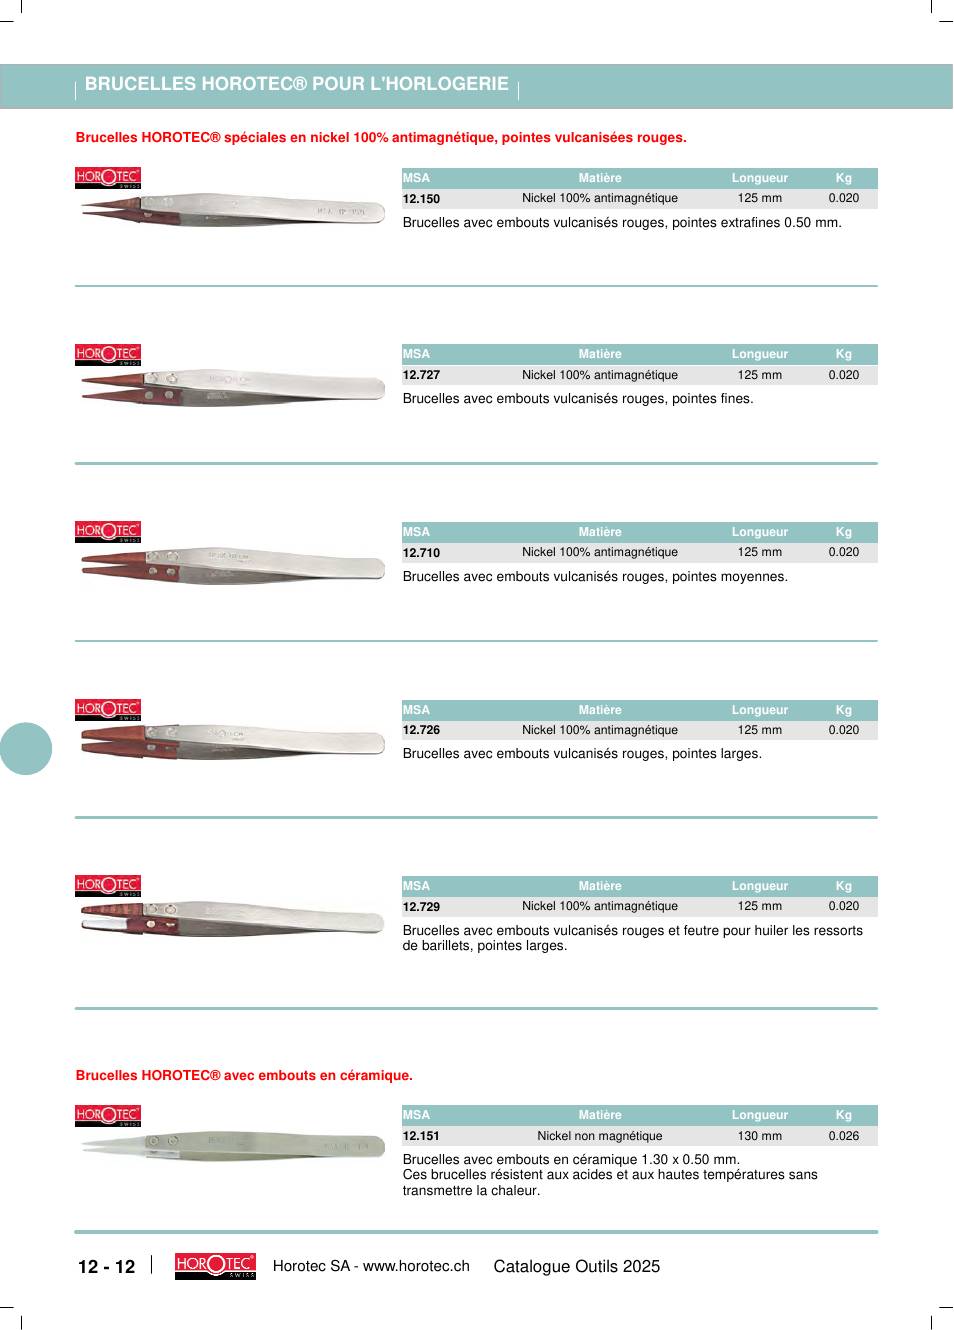 BRUCELLES HOROTEC® POUR L'HORLOGERIE
Brucelles HOROTEC® spéciales en nickel 100% antimagnétique, pointes vulcanisées rouges.
HOROTEC®
SWISS
MSA Matière Longueur Kg
12.150 Nickel 100% antimagnétique 125 mm 0.020
Brucelles avec embouts vulcanisés rouges, pointes extrafines 0.50 mm.
HOROTEC®
SWISS
MSA Matière Longueur Kg
12.727 Nickel 100% antimagnétique 125 mm 0.020
Brucelles avec embouts vulcanisés rouges, pointes fines.
HOROTEC®
SWISS
MSA Matière Longueur Kg
12.710 Nickel 100% antimagnétique 125 mm 0.020
Brucelles avec embouts vulcanisés rouges, pointes moyennes.
HOROTEC®
SWISS
MSA Matière Longueur Kg
12.726 Nickel 100% antimagnétique 125 mm 0.020
Brucelles avec embouts vulcanisés rouges, pointes larges.
HOROTEC®
SWISS
MSA Matière Longueur Kg
12.729 Nickel 100% antimagnétique 125 mm 0.020
Brucelles avec embouts vulcanisés rouges et feutre pour huiler les ressorts
de barillets, pointes larges.
Brucelles HOROTEC® avec embouts en céramique.
HOROTEC®
SWISS
MSA Matière Longueur Kg
12.151 Nickel non magnétique 130 mm 0.026
Brucelles avec embouts en céramique 1.30 x 0.50 mm.
Ces brucelles résistent aux acides et aux hautes températures sans
transmettre la chaleur.
12 - 12 HOROTEC® SWISS Horotec SA - www.horotec.ch Catalogue Outils 2025